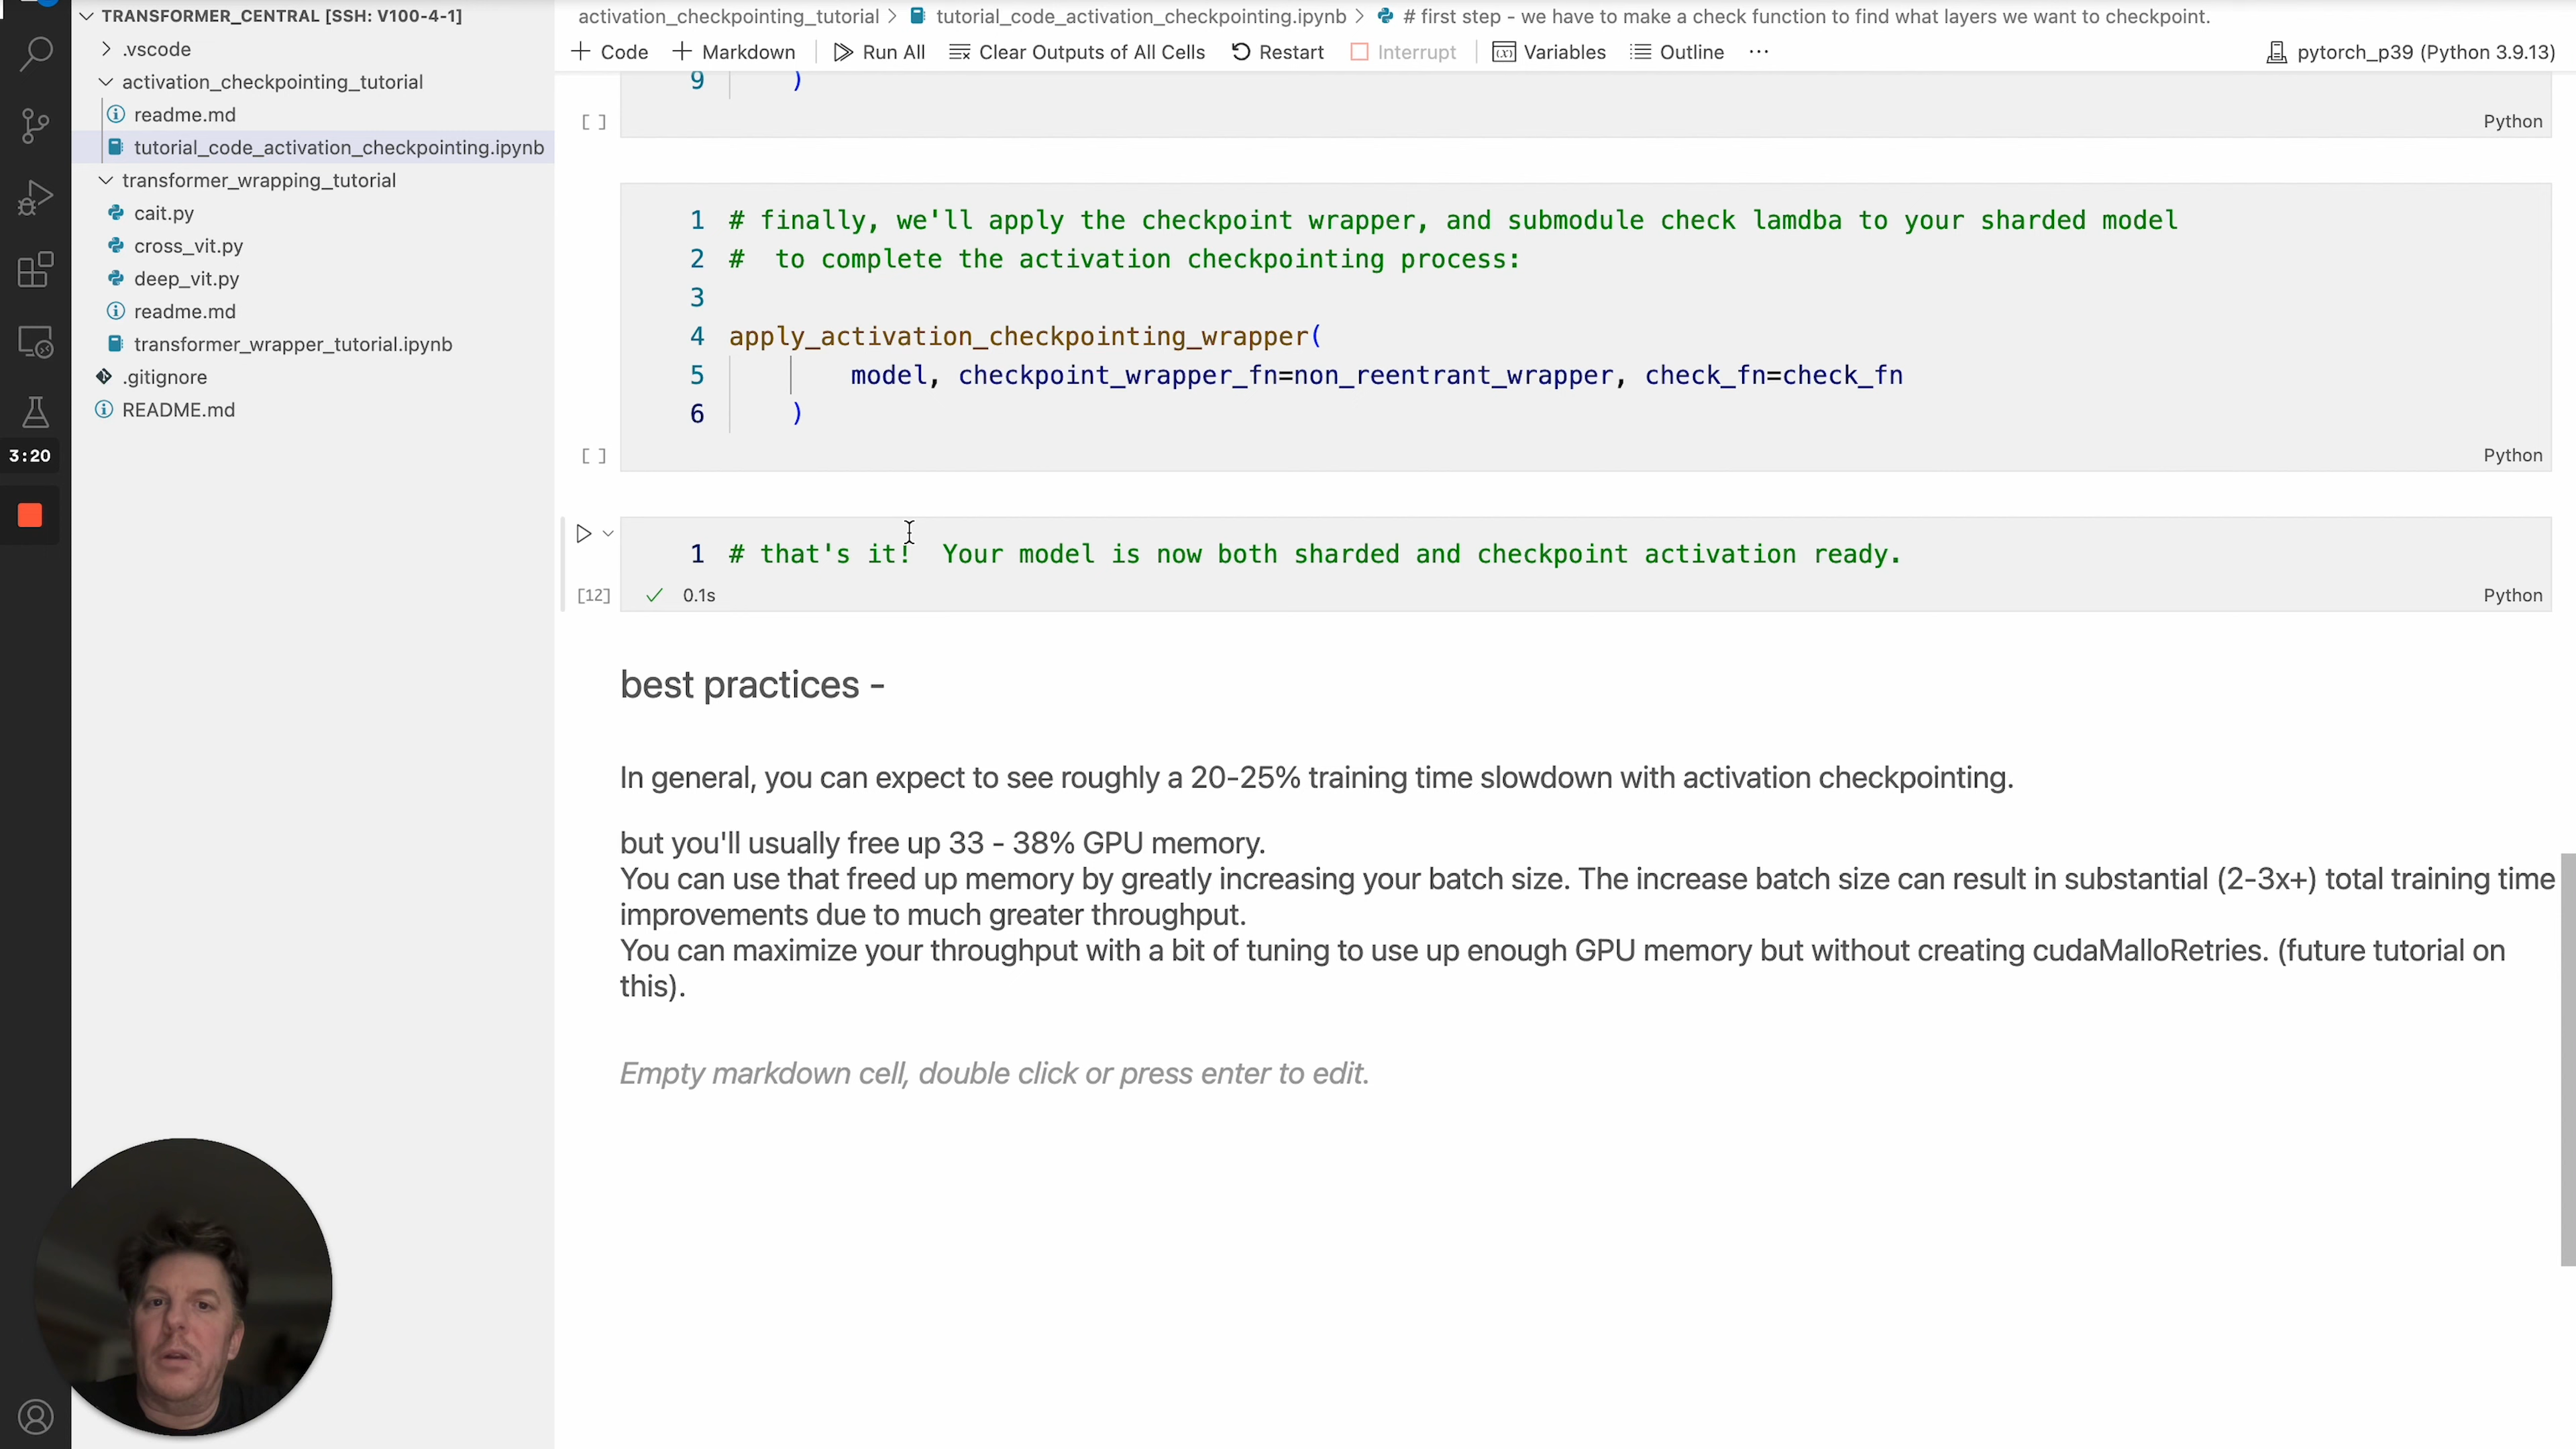 TRANSFORMER_CENTRAL [SSH: V100-4-1]
.vscode
activation_checkpointing_tutorial
readme.md
tutorial_code_activation_checkpointing.ipynb
transformer_wrapping_tutorial
cait.py
cross_vit.py
deep_vit.py
readme.md
transformer_wrapper_tutorial.ipynb
.gitignore
README.md
3:20
activation_checkpointing_tutorial > tutorial_code_activation_checkpointing.ipynb > # first step - we have to make a check function to find what layers we want to checkpoint.
+ Code + Markdown Run All Clear Outputs of All Cells Restart Interrupt Variables Outline ··· pytorch_p39 (Python 3.9.13)
9 )
[ ] Python
1 # finally, we'll apply the checkpoint wrapper, and submodule check lamdba to your sharded model
2 #  to complete the activation checkpointing process:
3
4 apply_activation_checkpointing_wrapper(
5 model, checkpoint_wrapper_fn=non_reentrant_wrapper, check_fn=check_fn
6 )
[ ] Python
1 # that's it!  Your model is now both sharded and checkpoint activation ready.
[12] ✓ 0.1s Python
best practices -
In general, you can expect to see roughly a 20-25% training time slowdown with activation checkpointing.
but you'll usually free up 33 - 38% GPU memory.
You can use that freed up memory by greatly increasing your batch size. The increase batch size can result in substantial (2-3x+) total training time
improvements due to much greater throughput.
You can maximize your throughput with a bit of tuning to use up enough GPU memory but without creating cudaMalloRetries. (future tutorial on
this).
Empty markdown cell, double click or press enter to edit.